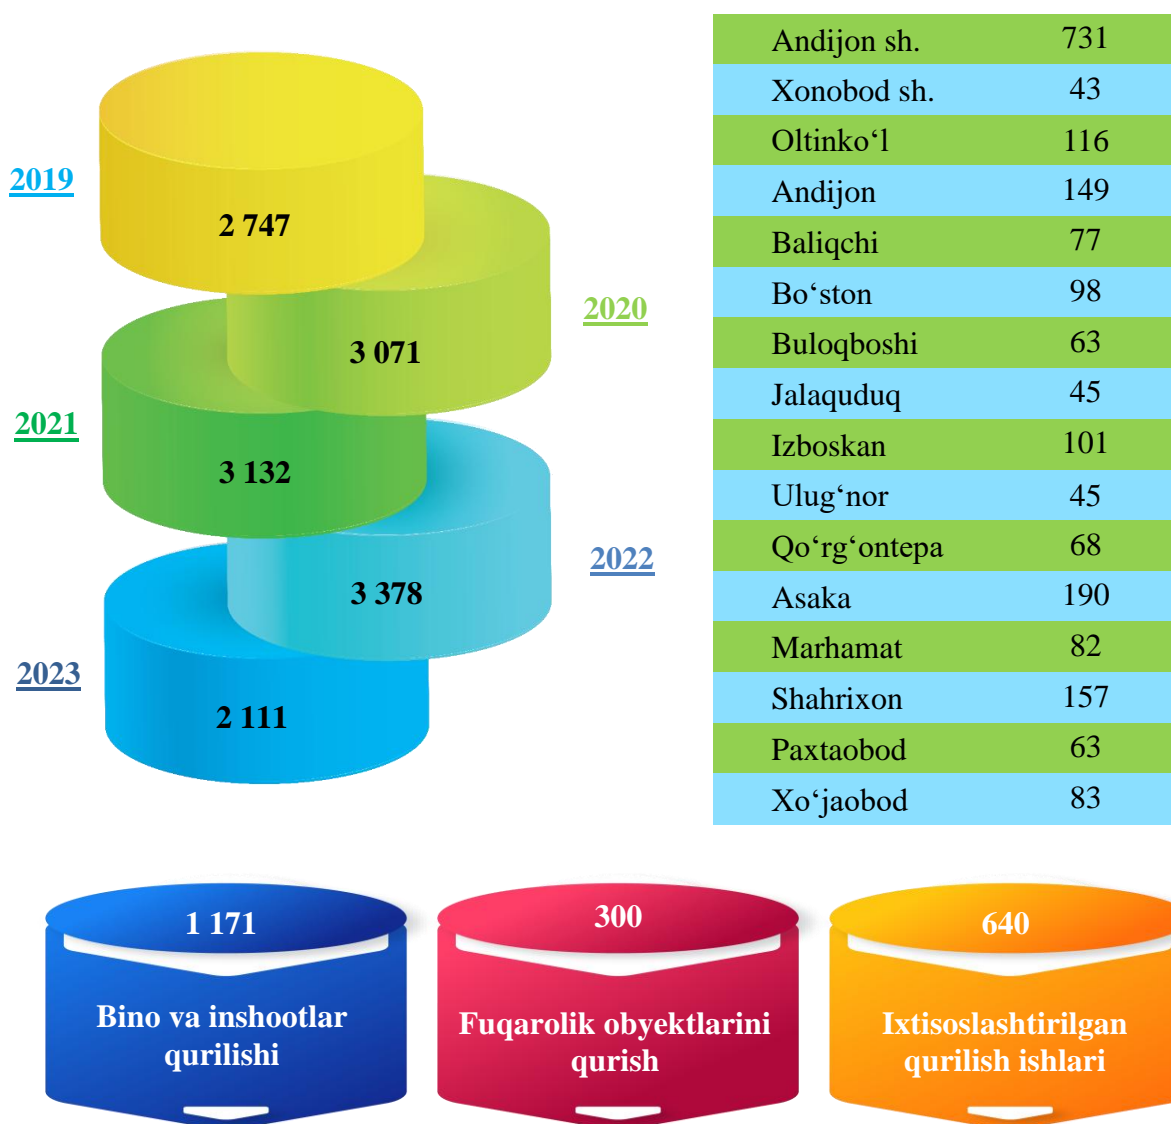 2019
2 747
2020
3 071
2021
3 132
2022
3 378
2023
2 111
Andijon sh. 731
Xonobod sh. 43
Oltinko‘l 116
Andijon 149
Baliqchi 77
Bo‘ston 98
Buloqboshi 63
Jalaquduq 45
Izboskan 101
Ulug‘nor 45
Qo‘rg‘ontepa 68
Asaka 190
Marhamat 82
Shahrixon 157
Paxtaobod 63
Xo‘jaobod 83
1 171
Bino va inshootlar
qurilishi
300
Fuqarolik obyektlarini
qurish
640
Ixtisoslashtirilgan
qurilish ishlari